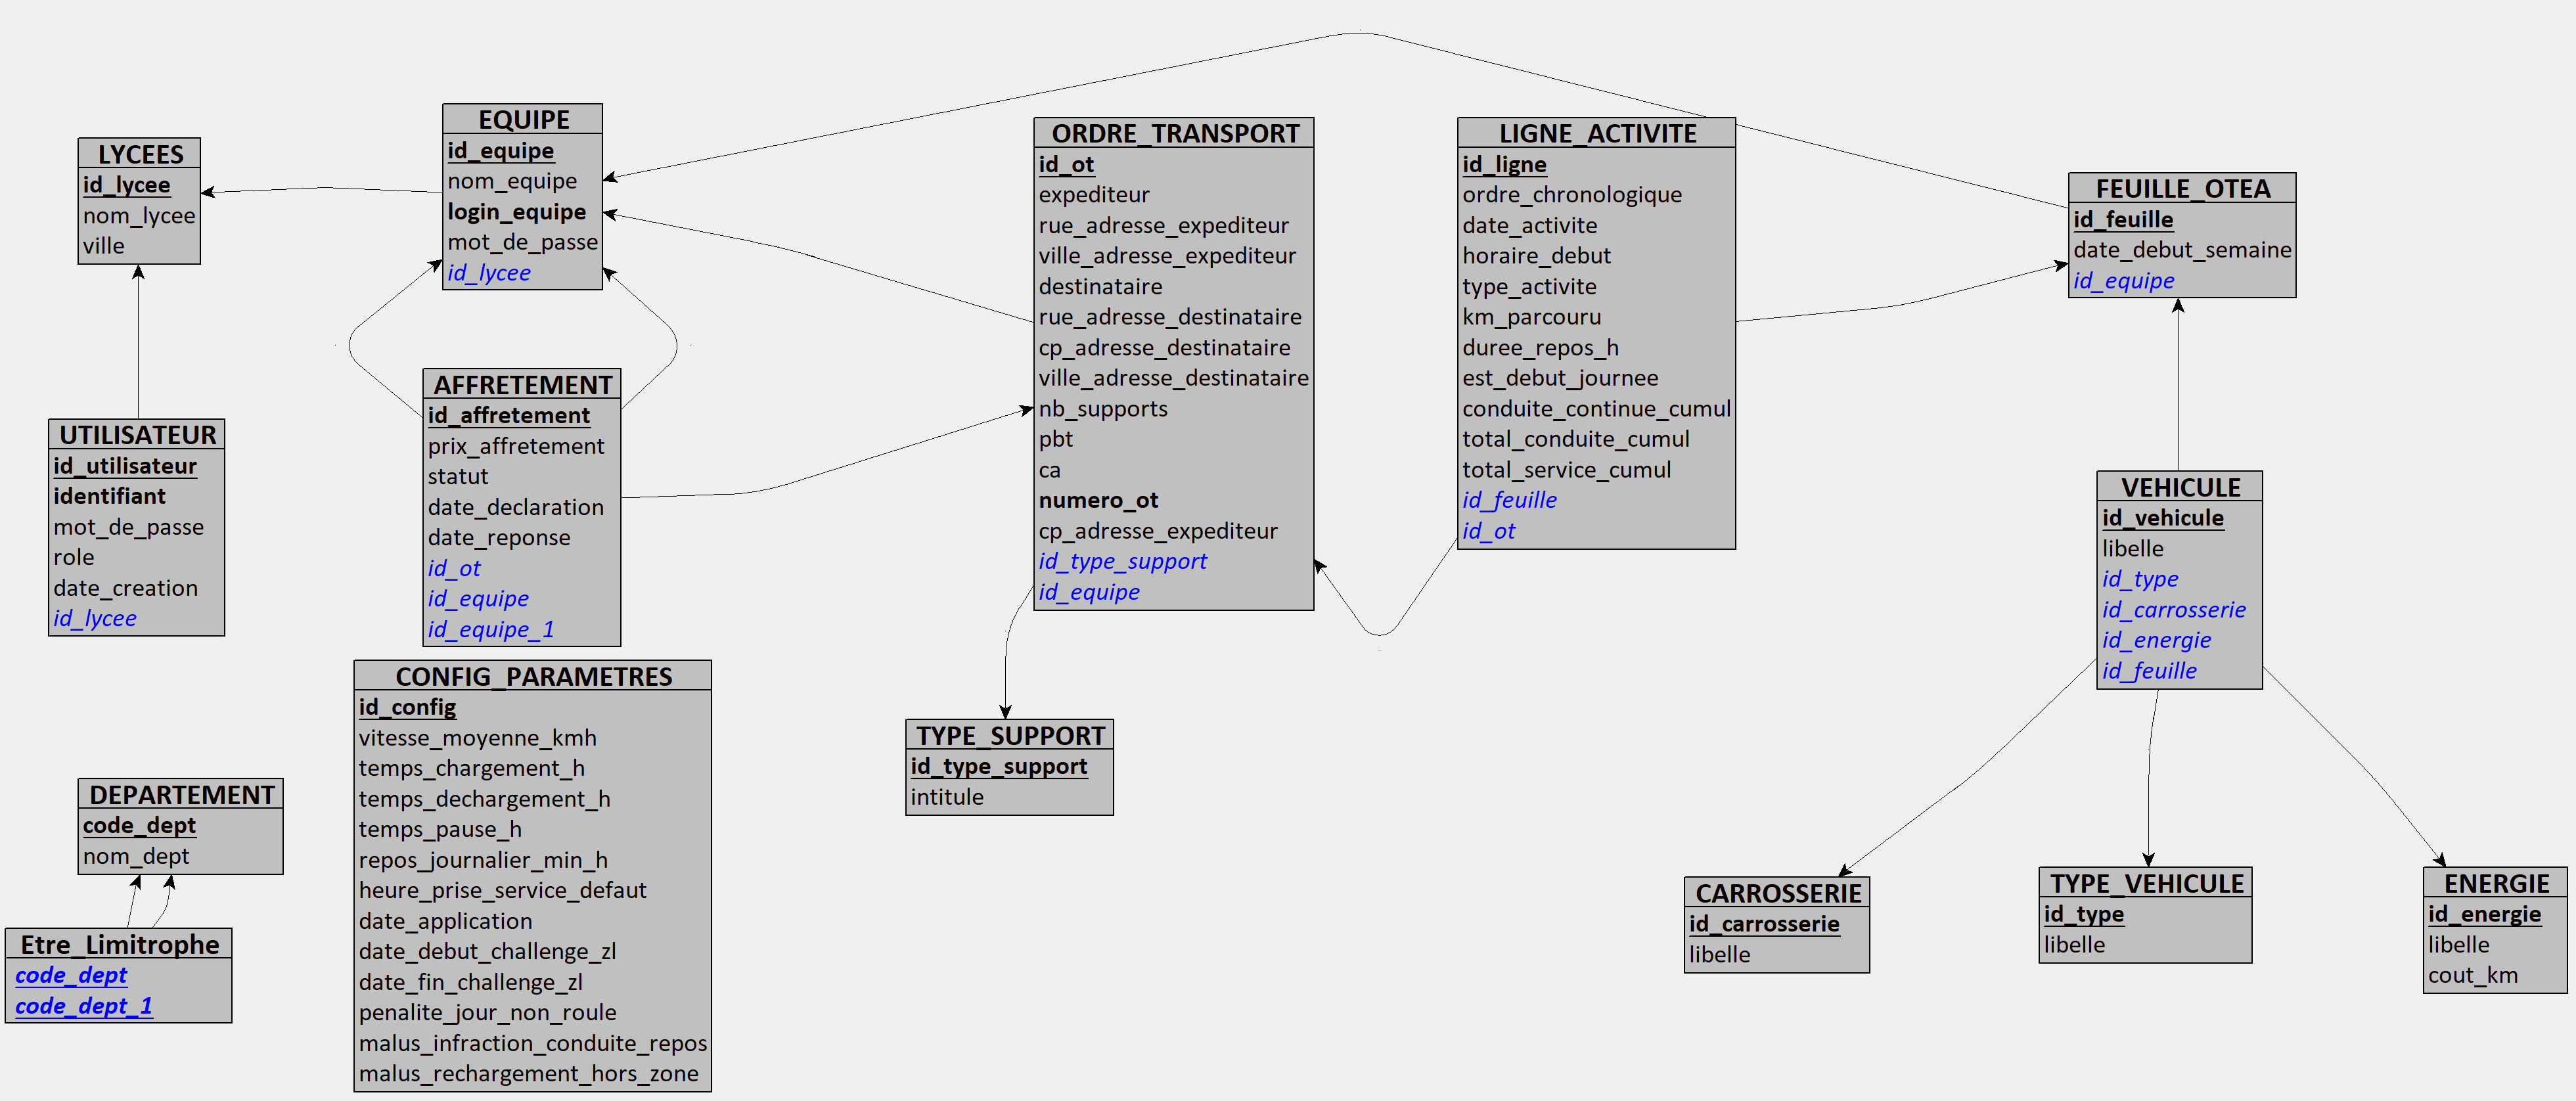 LYCEES
id_lycee
nom_lycee
ville
EQUIPE
id_equipe
nom_equipe
login_equipe
mot_de_passe
id_lycee
ORDRE_TRANSPORT
id_ot
expediteur
rue_adresse_expediteur
ville_adresse_expediteur
destinataire
rue_adresse_destinataire
cp_adresse_destinataire
ville_adresse_destinataire
nb_supports
pbt
ca
numero_ot
cp_adresse_expediteur
id_type_support
id_equipe
LIGNE_ACTIVITE
id_ligne
ordre_chronologique
date_activite
horaire_debut
type_activite
km_parcouru
duree_repos_h
est_debut_journee
conduite_continue_cumul
total_conduite_cumul
total_service_cumul
id_feuille
id_ot
FEUILLE_OTEA
id_feuille
date_debut_semaine
id_equipe
UTILISATEUR
id_utilisateur
identifiant
mot_de_passe
role
date_creation
id_lycee
AFFRETEMENT
id_affretement
prix_affretement
statut
date_declaration
date_reponse
id_ot
id_equipe
id_equipe_1
VEHICULE
id_vehicule
libelle
id_type
id_carrosserie
id_energie
id_feuille
CONFIG_PARAMETRES
id_config
vitesse_moyenne_kmh
temps_chargement_h
temps_dechargement_h
temps_pause_h
repos_journalier_min_h
heure_prise_service_defaut
date_application
date_debut_challenge_zl
date_fin_challenge_zl
penalite_jour_non_roule
malus_infraction_conduite_repos
malus_rechargement_hors_zone
TYPE_SUPPORT
id_type_support
intitule
DEPARTEMENT
code_dept
nom_dept
Etre_Limitrophe
code_dept
code_dept_1
CARROSSERIE
id_carrosserie
libelle
TYPE_VEHICULE
id_type
libelle
ENERGIE
id_energie
libelle
cout_km